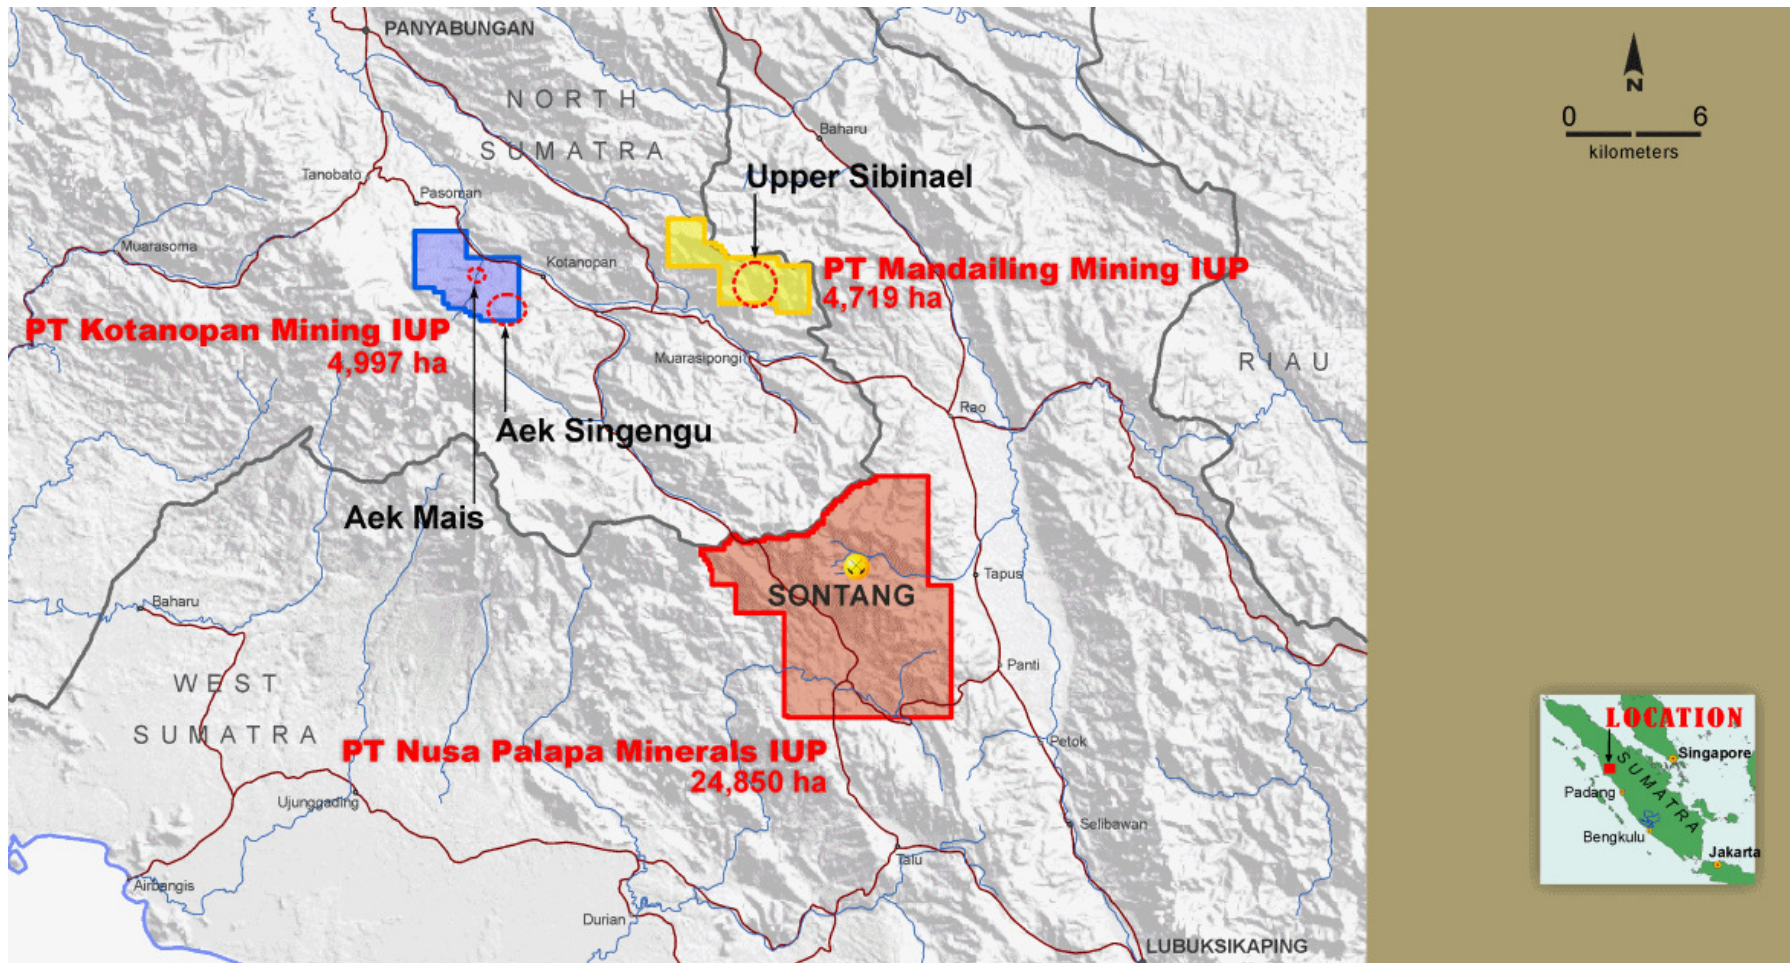 PANYABUNGAN
NORTH
SUMATRA
Baharu
Upper Sibinael
Tanobato
Pasoman
Muarasoma
Kotanopan
PT Mandailing Mining IUP
4,719 ha
PT Kotanopan Mining IUP
4,997 ha
Muarasipongi
RIAU
Rao
Aek Singengu
Aek Mais
SONTANG
Tapus
Baharu
WEST
SUMATRA
Panti
PT Nusa Palapa Minerals IUP
24,850 ha
Petok
Ujunggading
Selibawan
Talu
Airbangis
Durian
LUBUKSIKAPING
N
0 6
kilometers
LOCATION
Singapore
SUMATRA
Padang
Bengkulu
Jakarta